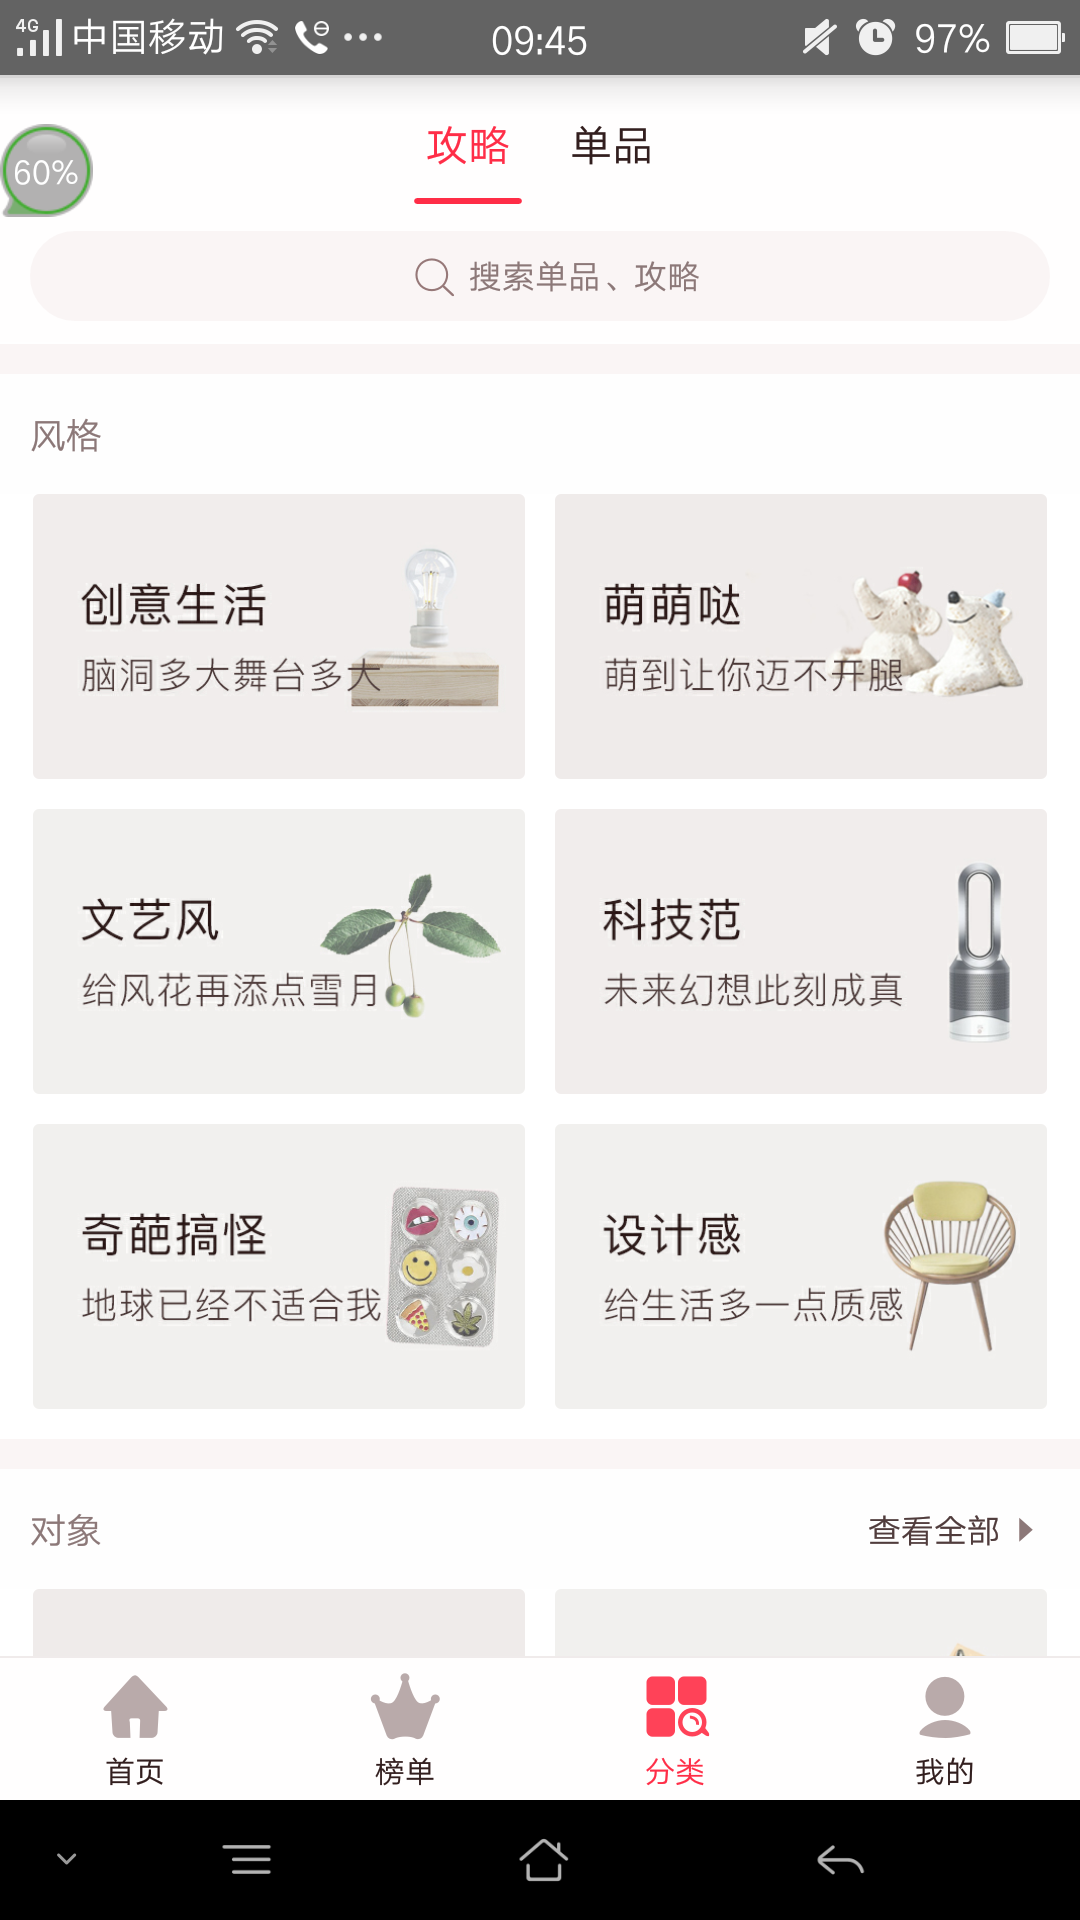 4G 中国移动 09:45 97%
60%
攻略 单品
搜索单品、攻略
风格
创意生活
脑洞多大舞台多大
萌萌哒
萌到让你迈不开腿
文艺风
给风花再添点雪月
科技范
未来幻想此刻成真
奇葩搞怪
地球已经不适合我
设计感
给生活多一点质感
对象 查看全部
首页 榜单 分类 我的